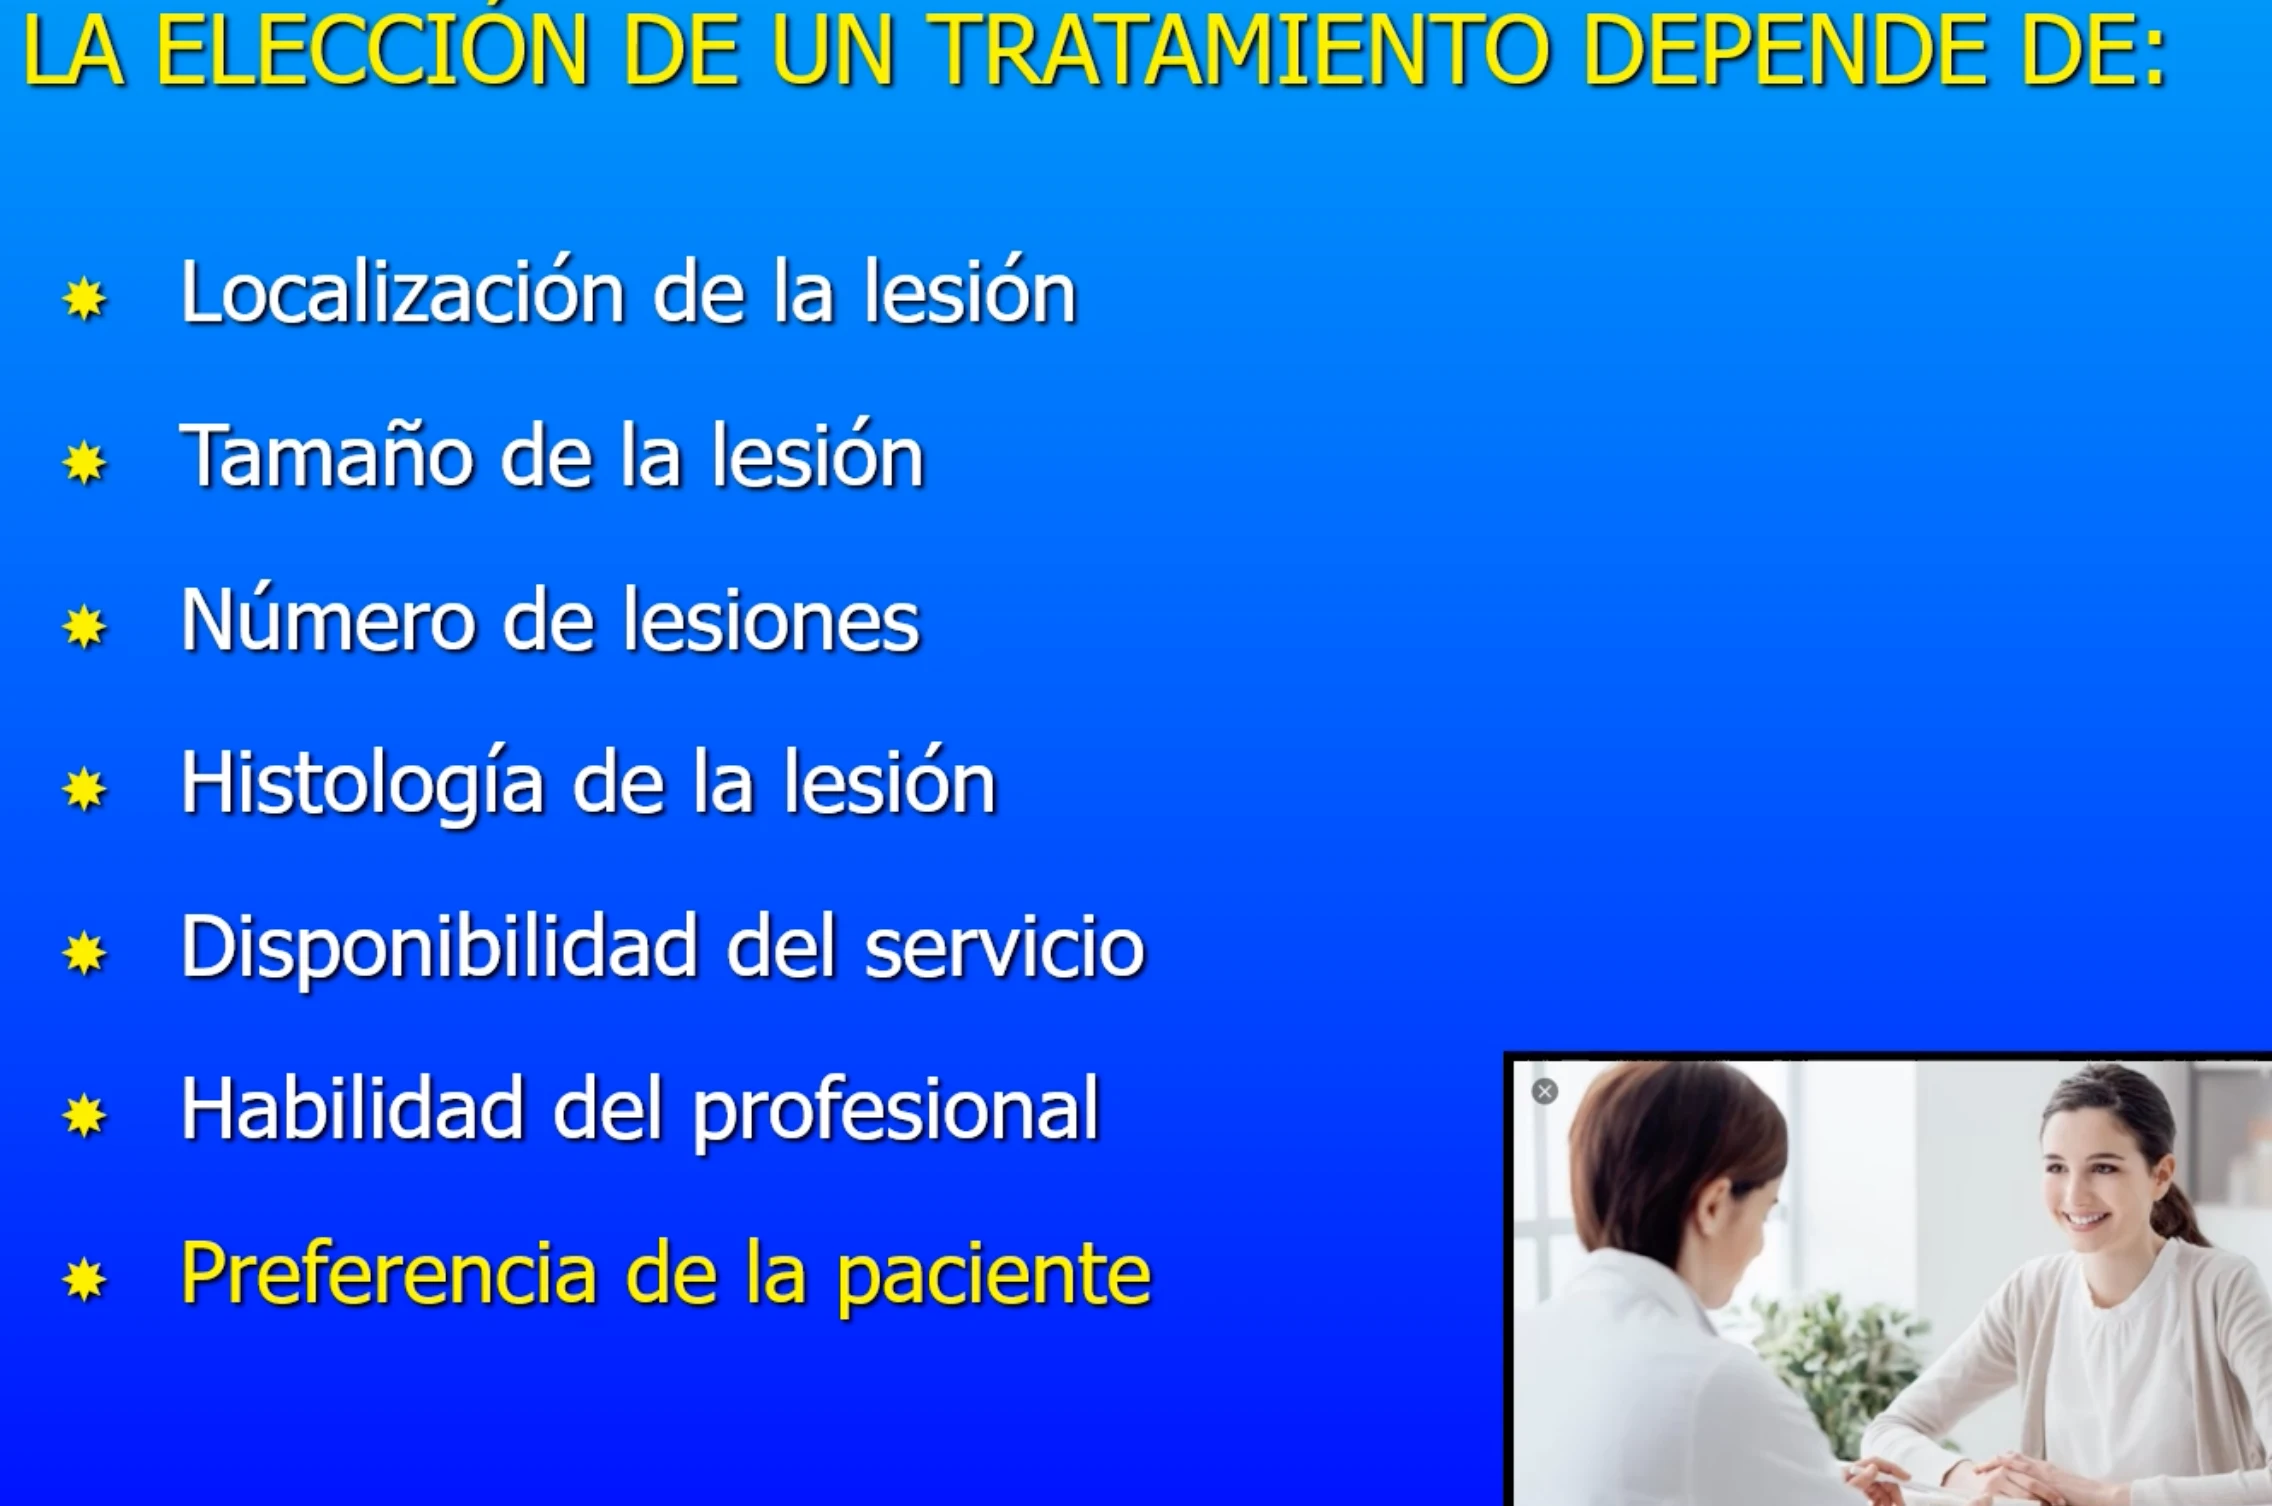 LA ELECCIÓN DE UN TRATAMIENTO DEPENDE DE:
Localización de la lesión
Tamaño de la lesión
Número de lesiones
Histología de la lesión
Disponibilidad del servicio
Habilidad del profesional
Preferencia de la paciente